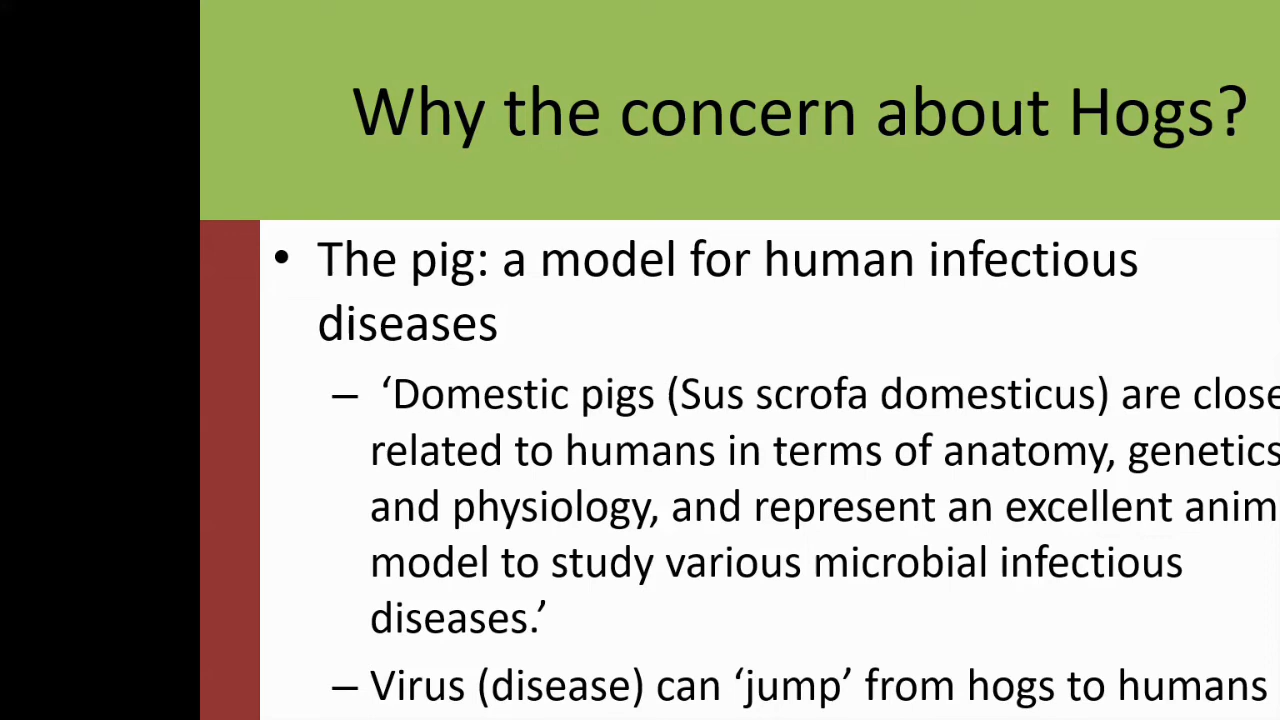 Why the concern about Hogs?
• The pig: a model for human infectious
diseases
– ‘Domestic pigs (Sus scrofa domesticus) are close
related to humans in terms of anatomy, genetics
and physiology, and represent an excellent anim
model to study various microbial infectious
diseases.’
– Virus (disease) can ‘jump’ from hogs to humans